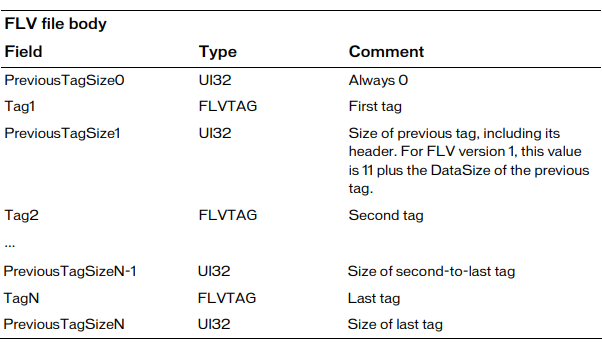 FLV file body
Field Type Comment
PreviousTagSize0 UI32 Always 0
Tag1 FLVTAG First tag
PreviousTagSize1 UI32 Size of previous tag, including its
header. For FLV version 1, this value
is 11 plus the DataSize of the previous
tag.
Tag2 FLVTAG Second tag
...
PreviousTagSizeN-1 UI32 Size of second-to-last tag
TagN FLVTAG Last tag
PreviousTagSizeN UI32 Size of last tag